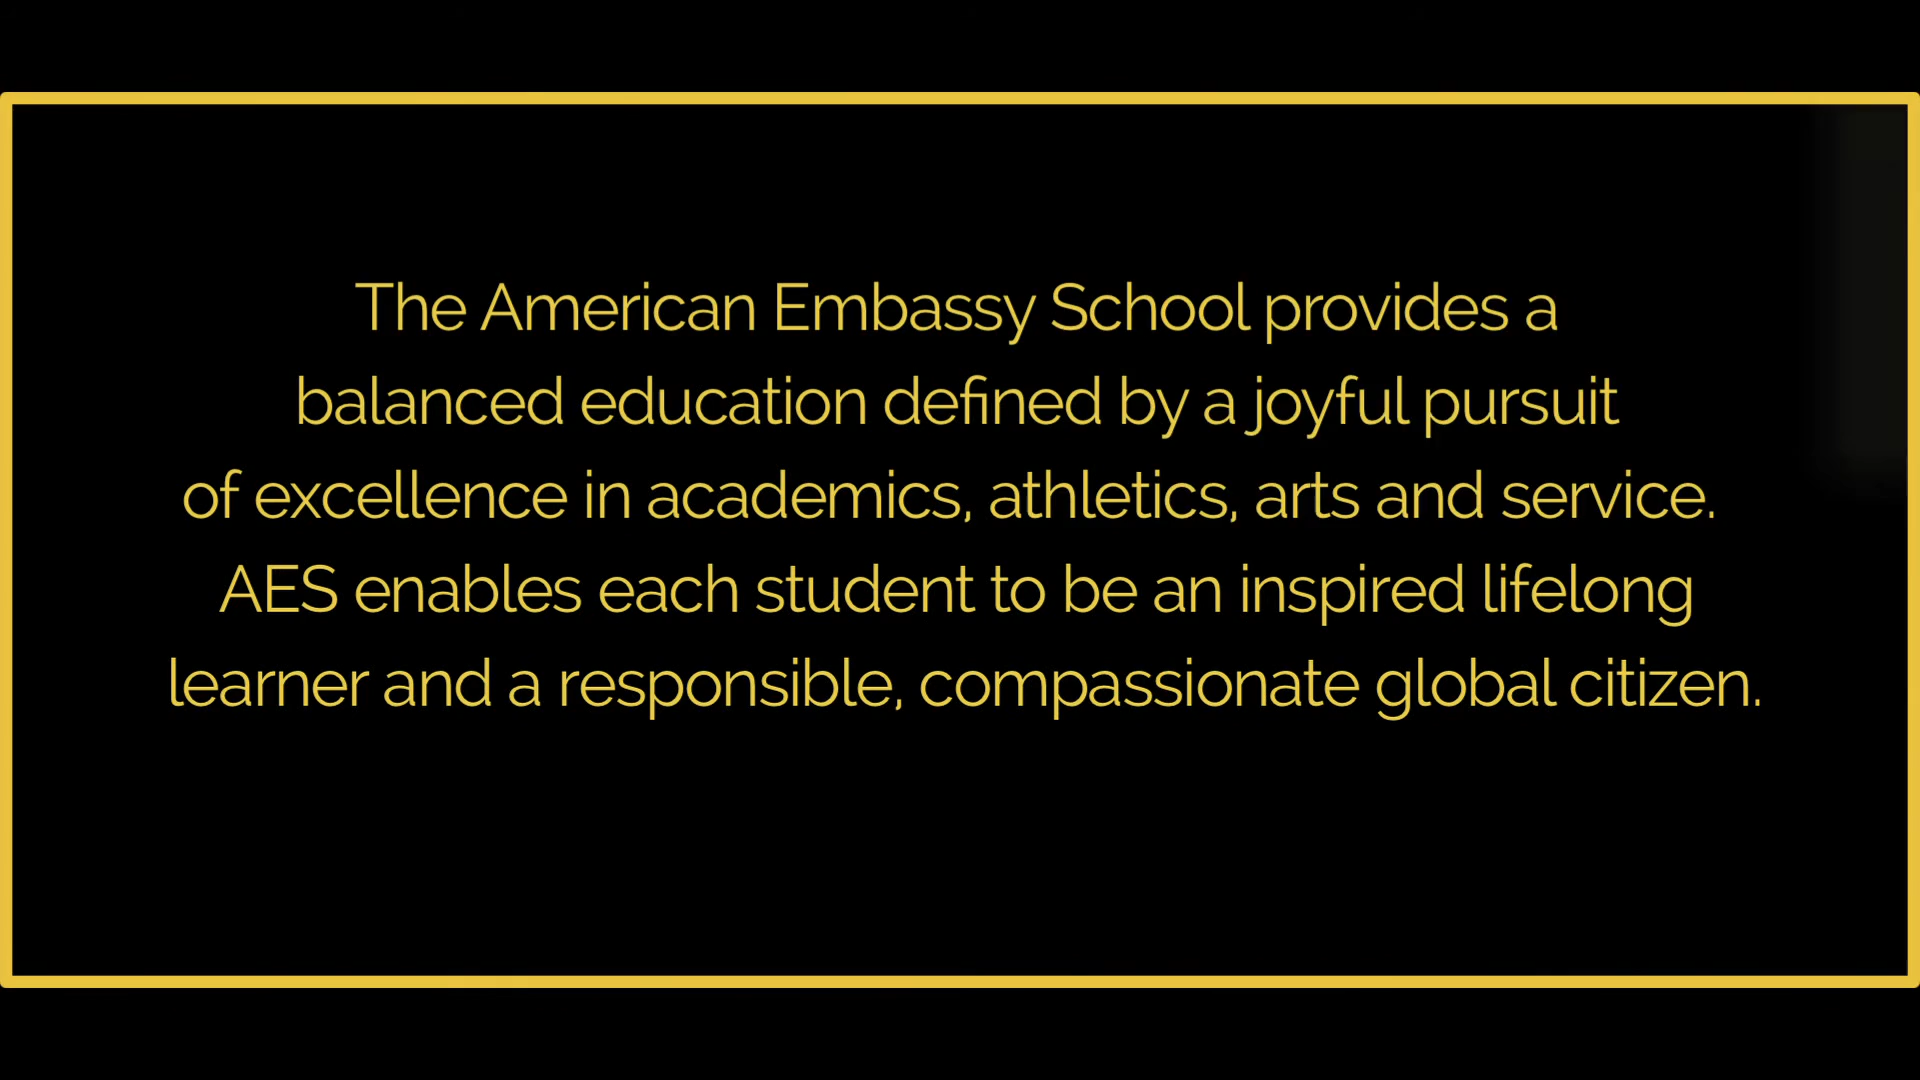 The American Embassy School provides a
balanced education defined by a joyful pursuit
of excellence in academics, athletics, arts and service.
AES enables each student to be an inspired lifelong
learner and a responsible, compassionate global citizen.